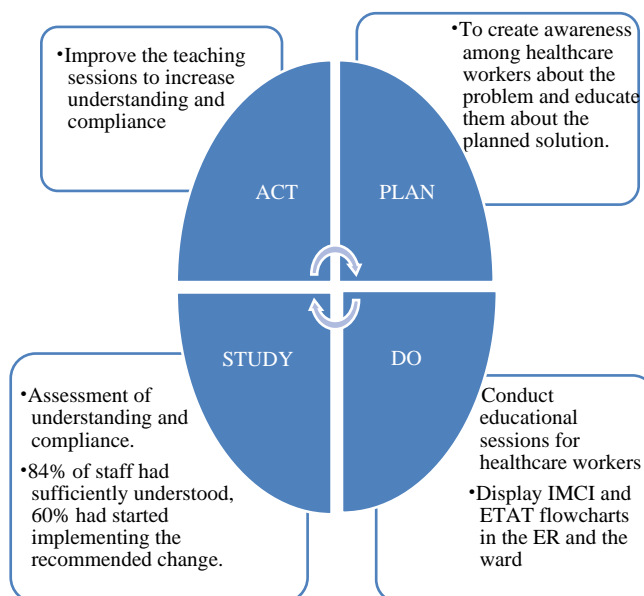 •Improve the teaching
sessions to increase
understanding and
compliance
•To create awareness
among healthcare
workers about the
problem and educate
them about the
planned solution.
ACT
PLAN
STUDY
DO
•Assessment of
understanding and
compliance.
•84% of staff had
sufficiently understood,
60% had started
implementing the
recommended change.
Conduct
educational
sessions for
healthcare workers
•Display IMCI and
ETAT flowcharts
in the ER and the
ward